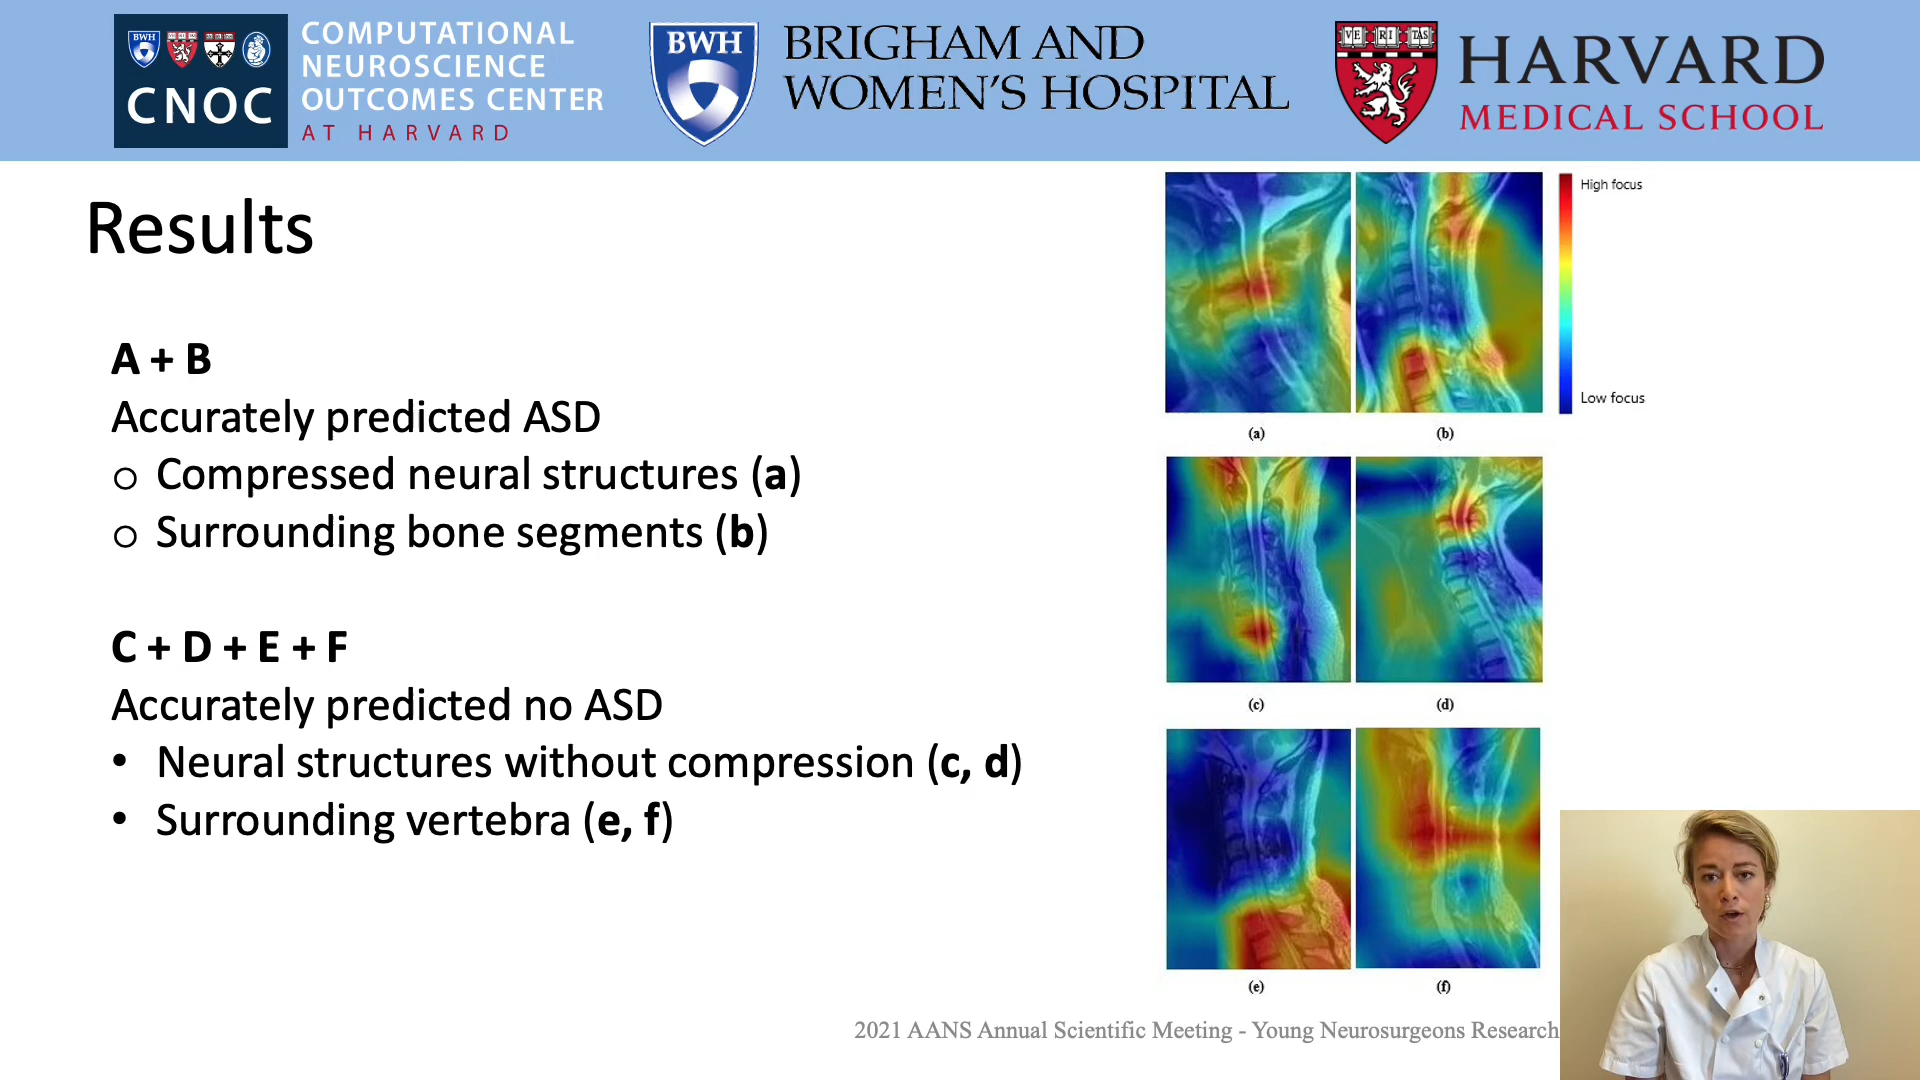 BWH
CNOC
COMPUTATIONAL
NEUROSCIENCE
OUTCOMES CENTER
AT HARVARD
BWH
BRIGHAM AND
WOMEN'S HOSPITAL
VE RI TAS
HARVARD
MEDICAL SCHOOL
Results
A + B
Accurately predicted ASD
o Compressed neural structures (a)
o Surrounding bone segments (b)
C + D + E + F
Accurately predicted no ASD
• Neural structures without compression (c, d)
• Surrounding vertebra (e, f)
High focus
Low focus
(a) (b)
(c) (d)
(e) (f)
2021 AANS Annual Scientific Meeting - Young Neurosurgeons Research